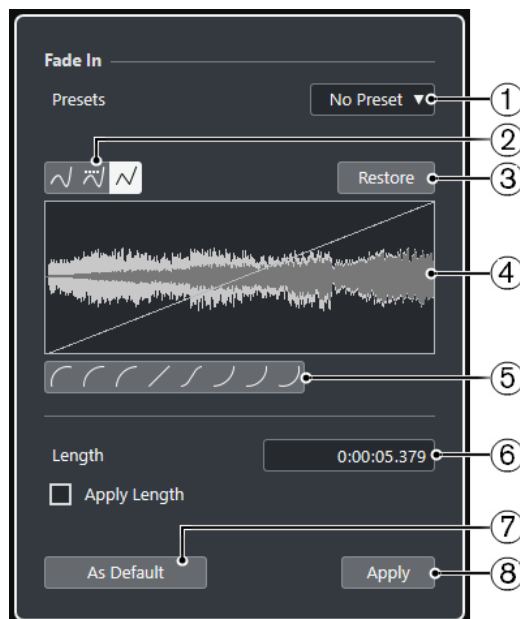 Fade In
Presets
No Preset ▼
1
2
Restore
3
4
5
Length
0:00:05.379
6
Apply Length
7
As Default
Apply
8